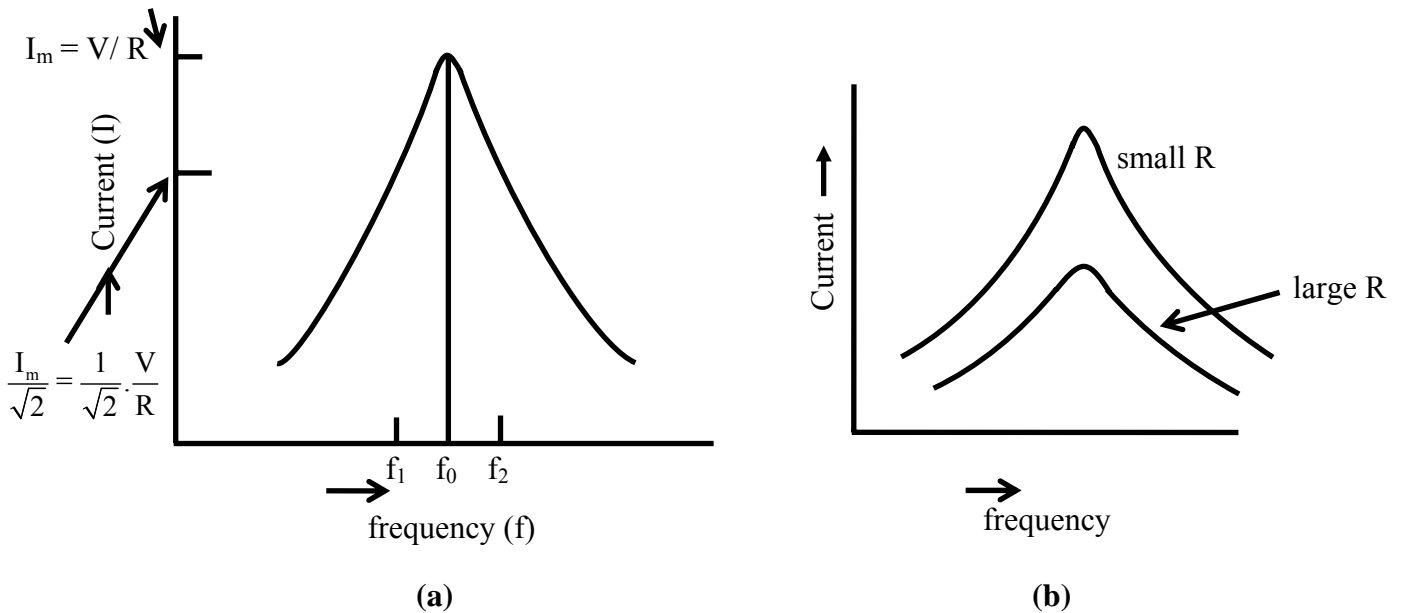 I_m = V/ R
Current (I)
I_m/√2 = 1/√2 . V/R
f_1 f_0 f_2
frequency (f)
(a)
small R
large R
Current
frequency
(b)